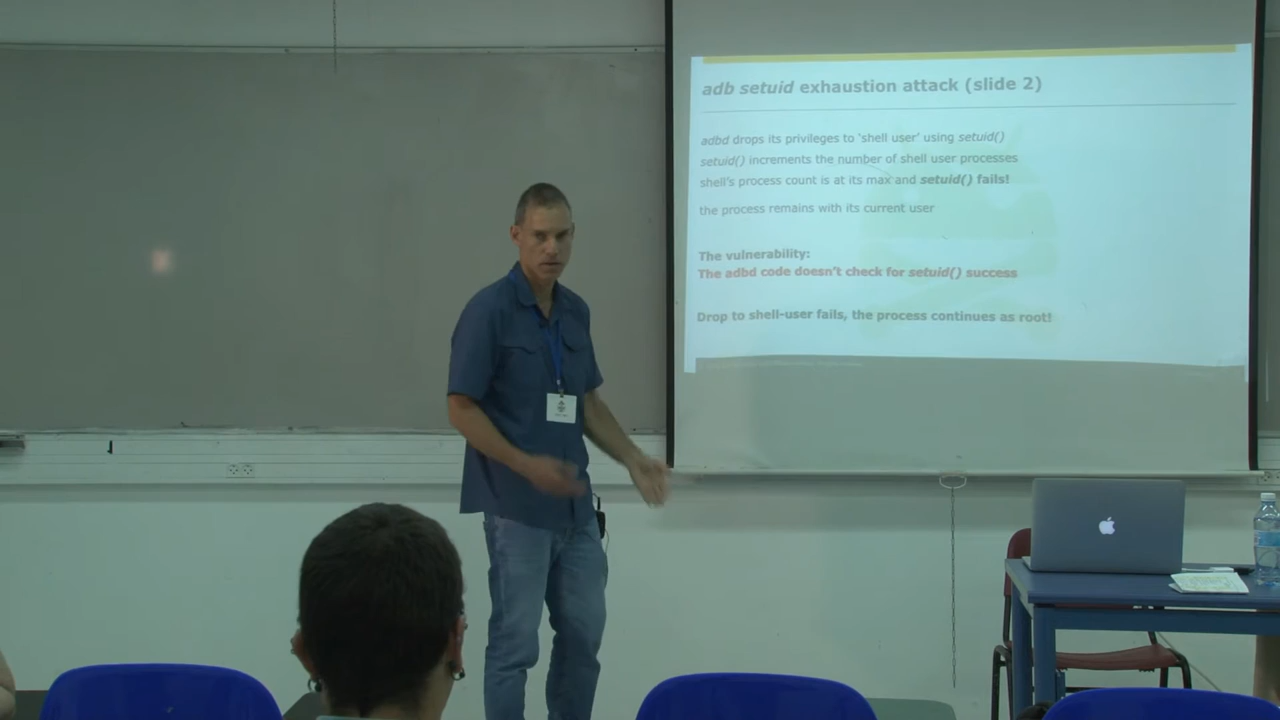 adb setuid exhaustion attack (slide 2)
adbd drops its privileges to ‘shell user’ using setuid()
setuid() increments the number of shell user processes
shell’s process count is at its max and setuid() fails!
the process remains with its current user
The vulnerability:
The adbd code doesn’t check for setuid() success
Drop to shell-user fails, the process continues as root!